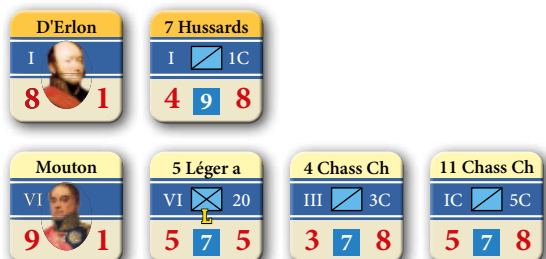 D'Erlon
I
8 1
7 Hussards
I 1C
4 9 8
Mouton
VI
9 1
5 Léger a
VI 20
L
5 7 5
4 Chass Ch
III 3C
3 7 8
11 Chass Ch
IC 5C
5 7 8